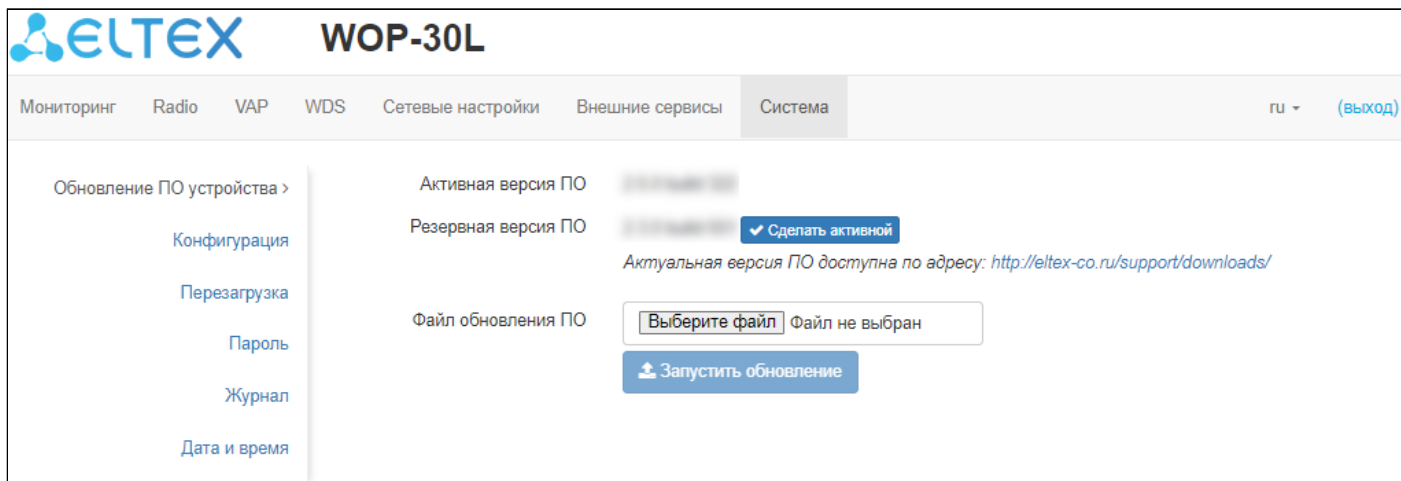 ELTEX WOP-30L
Мониторинг Radio VAP WDS Сетевые настройки Внешние сервисы Система ru (выход)
Обновление ПО устройства >
Конфигурация
Перезагрузка
Пароль
Журнал
Дата и время
Активная версия ПО
Резервная версия ПО Сделать активной
Актуальная версия ПО доступна по адресу: http://eltex-co.ru/support/downloads/
Файл обновления ПО Выберите файл Файл не выбран
Запустить обновление